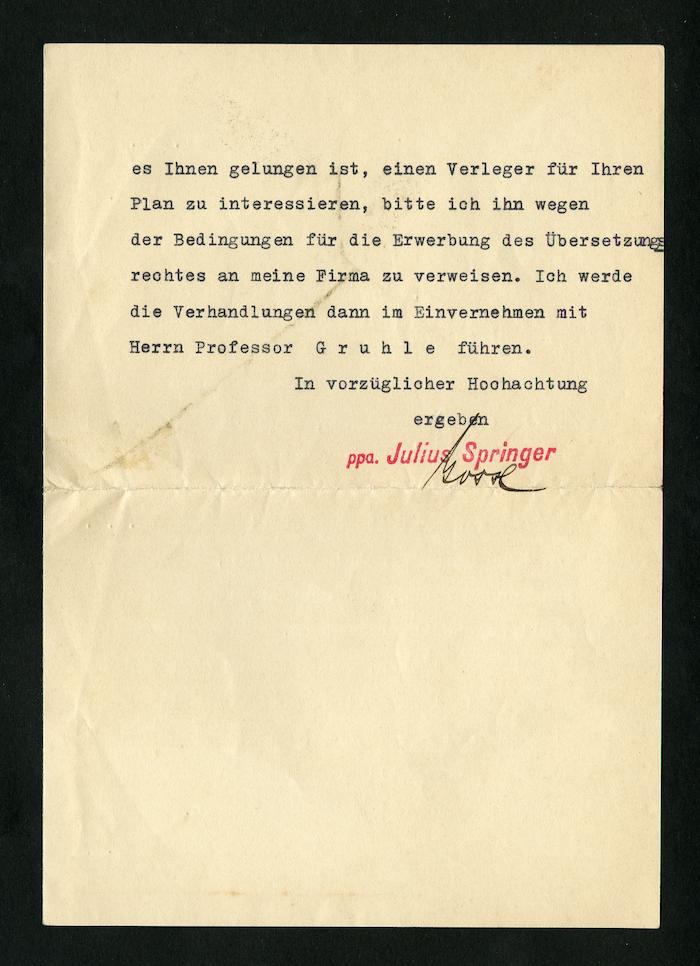 es Ihnen gelungen ist, einen Verleger für Ihren
Plan zu interessieren, bitte ich ihn wegen
der Bedingungen für die Erwerbung des Übersetzungs
rechtes an meine Firma zu verweisen. Ich werde
die Verhandlungen dann im Einvernehmen mit
Herrn Professor G r u h l e führen.
In vorzüglicher Hochachtung
ergeben
ppa. Julius Springer